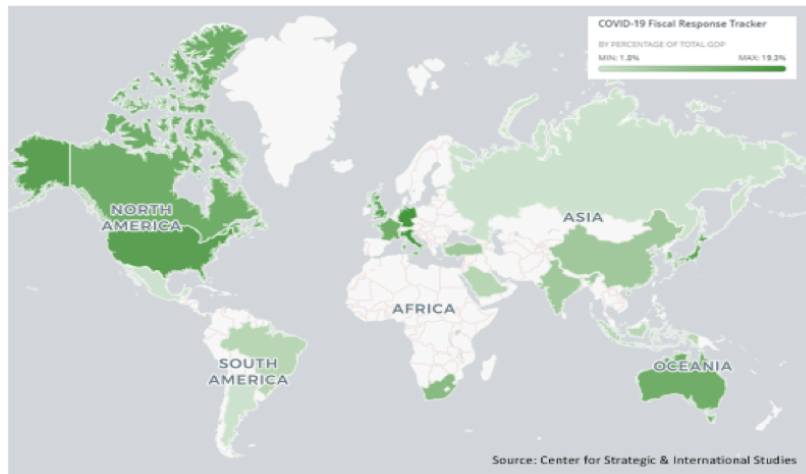 COVID-19 Fiscal Response Tracker
BY PERCENTAGE OF TOTAL GDP
MIN: 1.8% MAX: 19.3%
NORTH
AMERICA
ASIA
AFRICA
SOUTH
AMERICA
OCEANIA
Source: Center for Strategic & International Studies